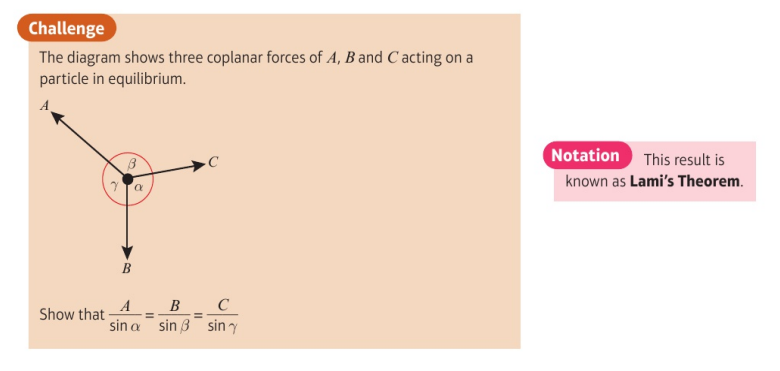 Challenge
The diagram shows three coplanar forces of A, B and C acting on a
particle in equilibrium.
A
β
C
γ
α
B
Show that A/sin α = B/sin β = C/sin γ
Notation
This result is
known as Lami's Theorem.